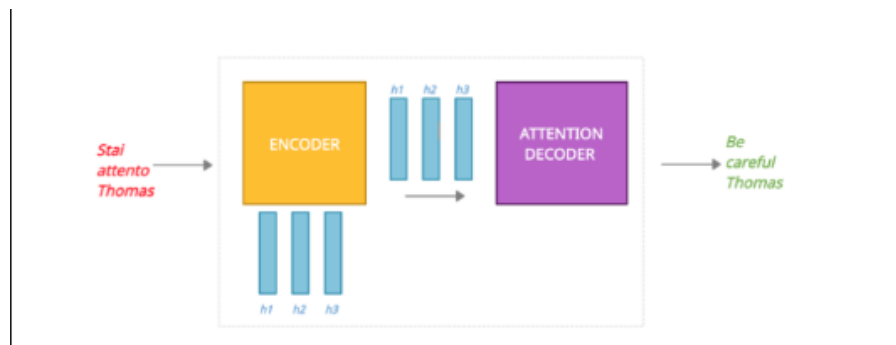 Stai
attento
Thomas
ENCODER
h1 h2 h3
h1 h2 h3
ATTENTION
DECODER
Be
careful
Thomas